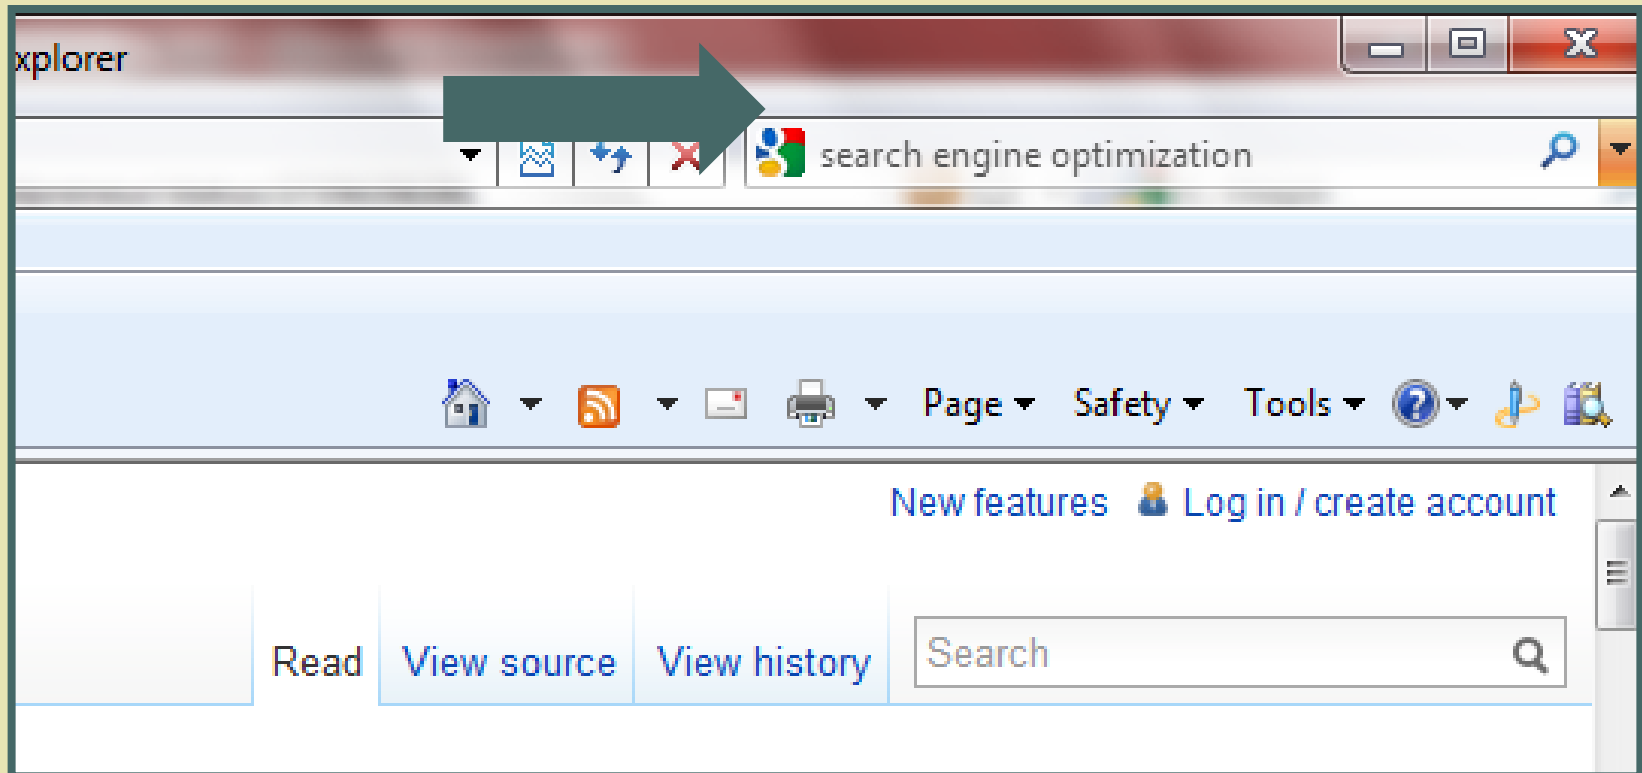 xplorer
search engine optimization
Page Safety Tools
New features Log in / create account
Read View source View history Search